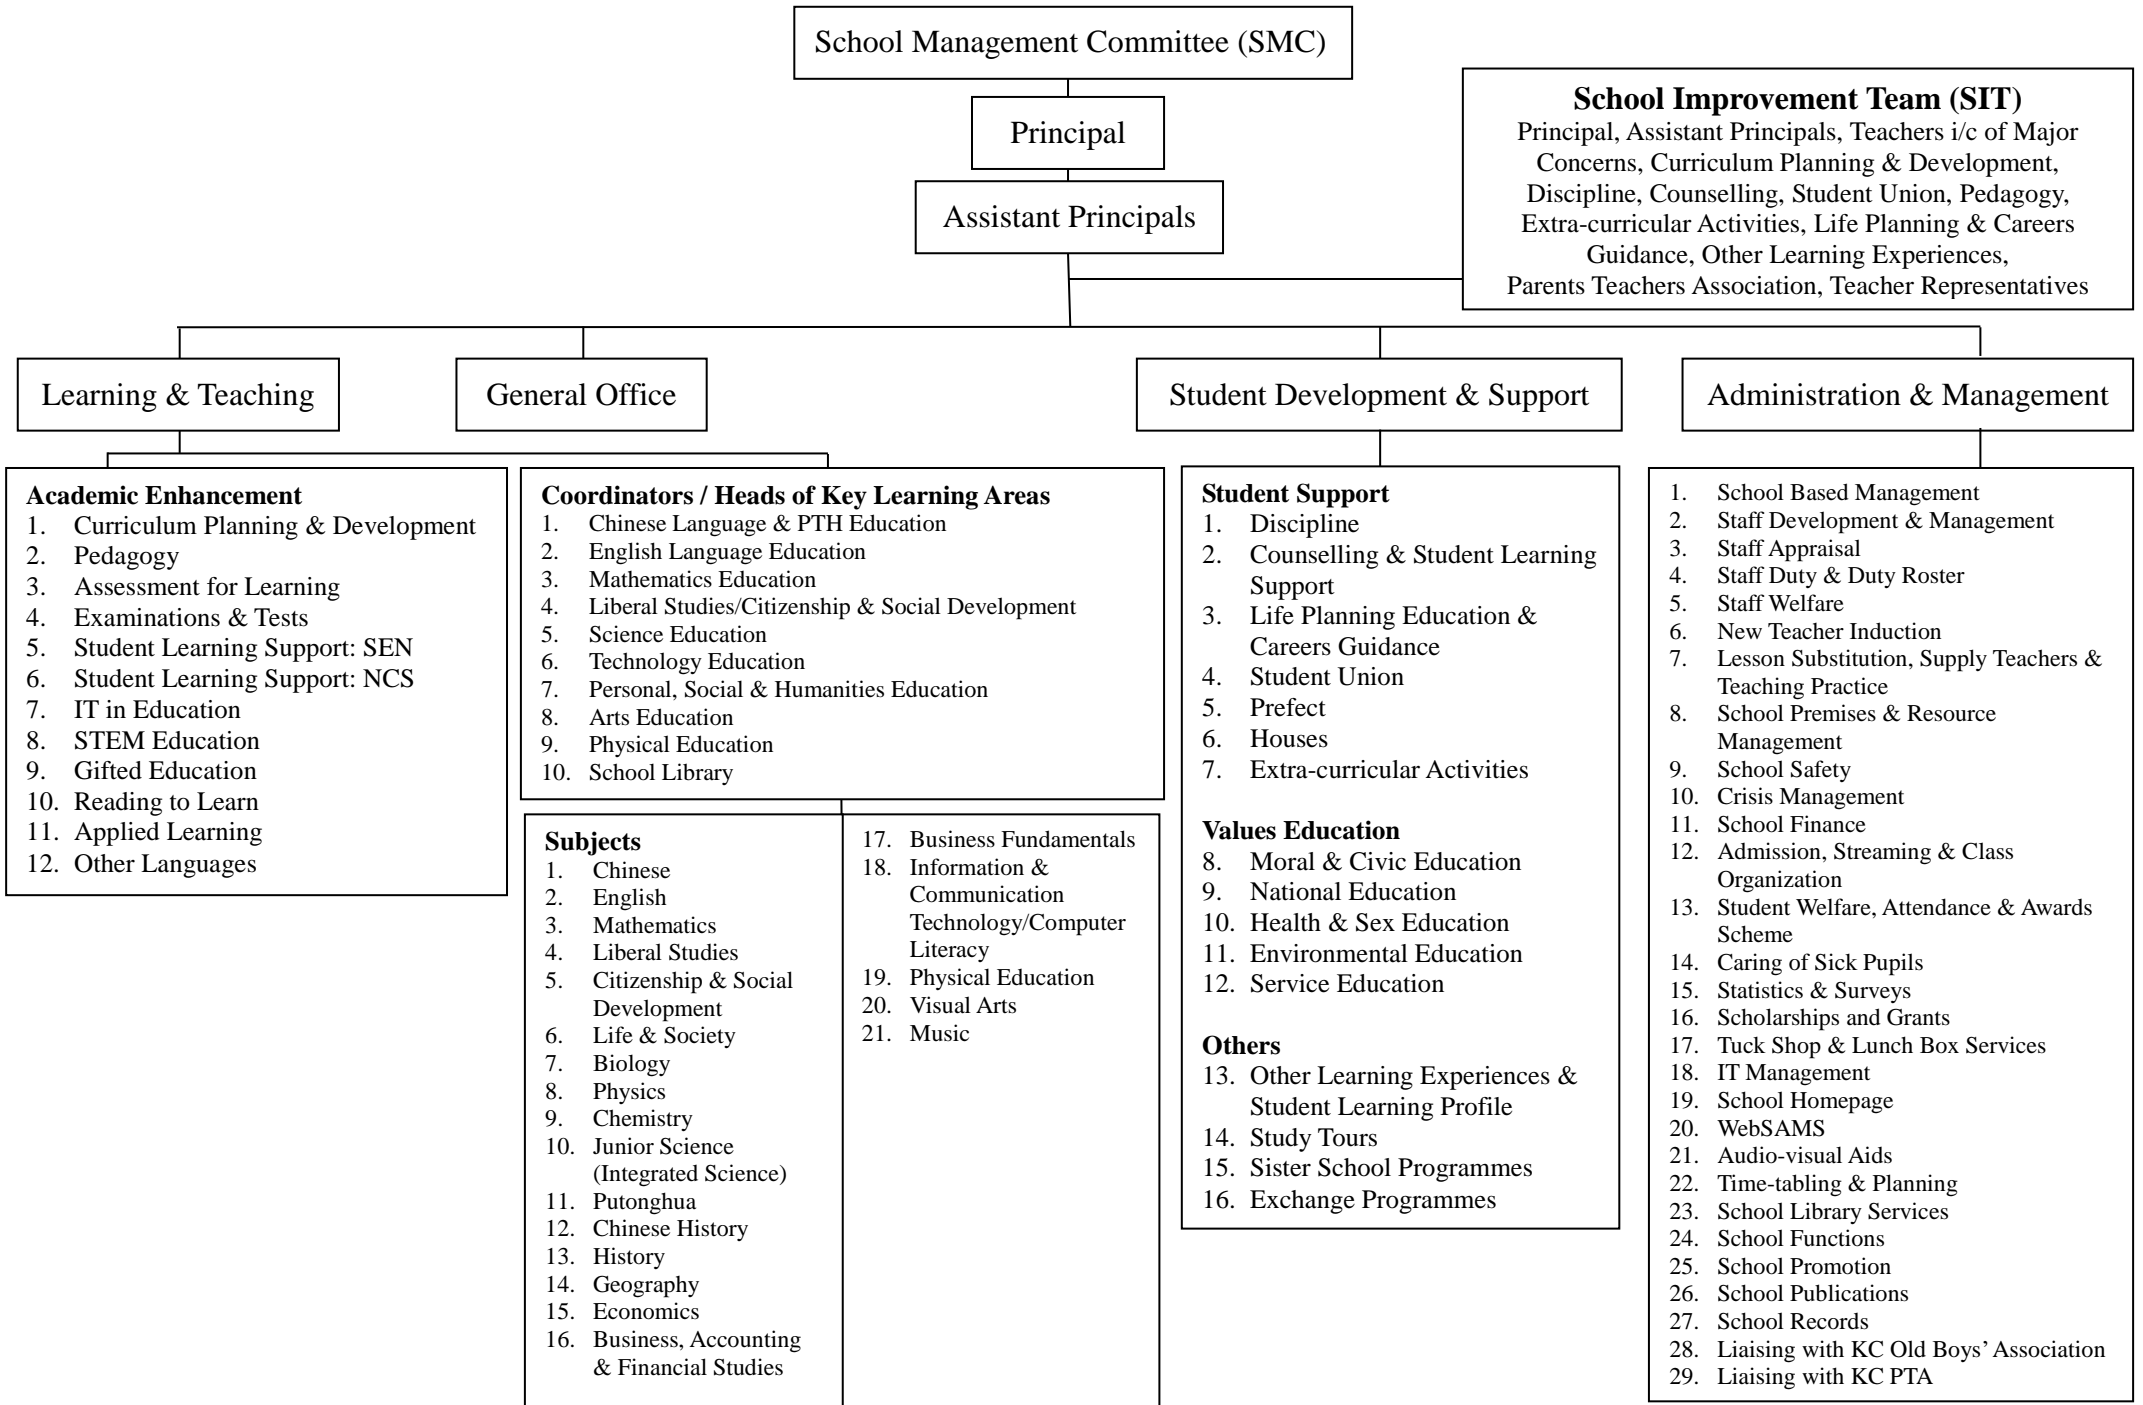 School Management Committee (SMC)
Principal
Assistant Principals
School Improvement Team (SIT)
Principal, Assistant Principals, Teachers i/c of Major
Concerns, Curriculum Planning & Development,
Discipline, Counselling, Student Union, Pedagogy,
Extra-curricular Activities, Life Planning & Careers
Guidance, Other Learning Experiences,
Parents Teachers Association, Teacher Representatives
Learning & Teaching
General Office
Student Development & Support
Administration & Management
Academic Enhancement
1. Curriculum Planning & Development
2. Pedagogy
3. Assessment for Learning
4. Examinations & Tests
5. Student Learning Support: SEN
6. Student Learning Support: NCS
7. IT in Education
8. STEM Education
9. Gifted Education
10. Reading to Learn
11. Applied Learning
12. Other Languages
Coordinators / Heads of Key Learning Areas
1. Chinese Language & PTH Education
2. English Language Education
3. Mathematics Education
4. Liberal Studies/Citizenship & Social Development
5. Science Education
6. Technology Education
7. Personal, Social & Humanities Education
8. Arts Education
9. Physical Education
10. School Library
Subjects
1. Chinese
2. English
3. Mathematics
4. Liberal Studies
5. Citizenship & Social
Development
6. Life & Society
7. Biology
8. Physics
9. Chemistry
10. Junior Science
(Integrated Science)
11. Putonghua
12. Chinese History
13. History
14. Geography
15. Economics
16. Business, Accounting
& Financial Studies
17. Business Fundamentals
18. Information &
Communication
Technology/Computer
Literacy
19. Physical Education
20. Visual Arts
21. Music
Student Support
1. Discipline
2. Counselling & Student Learning
Support
3. Life Planning Education &
Careers Guidance
4. Student Union
5. Prefect
6. Houses
7. Extra-curricular Activities
Values Education
8. Moral & Civic Education
9. National Education
10. Health & Sex Education
11. Environmental Education
12. Service Education
Others
13. Other Learning Experiences &
Student Learning Profile
14. Study Tours
15. Sister School Programmes
16. Exchange Programmes
1. School Based Management
2. Staff Development & Management
3. Staff Appraisal
4. Staff Duty & Duty Roster
5. Staff Welfare
6. New Teacher Induction
7. Lesson Substitution, Supply Teachers &
Teaching Practice
8. School Premises & Resource
Management
9. School Safety
10. Crisis Management
11. School Finance
12. Admission, Streaming & Class
Organization
13. Student Welfare, Attendance & Awards
Scheme
14. Caring of Sick Pupils
15. Statistics & Surveys
16. Scholarships and Grants
17. Tuck Shop & Lunch Box Services
18. IT Management
19. School Homepage
20. WebSAMS
21. Audio-visual Aids
22. Time-tabling & Planning
23. School Library Services
24. School Functions
25. School Promotion
26. School Publications
27. School Records
28. Liaising with KC Old Boys’ Association
29. Liaising with KC PTA